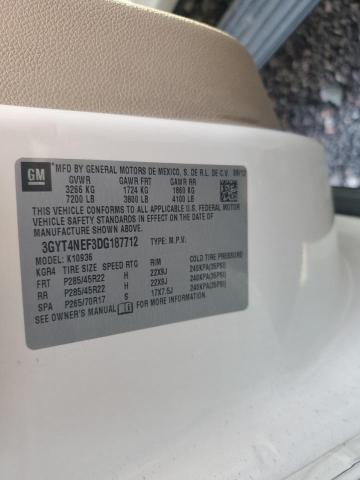 GM
*MFD BY GENERAL MOTORS DE MEXICO, S. DE R.L. DE C.V. 09/12
GVWR GAWR FRT GAWR RR
3266 KG 1724 KG 1860 KG
7200 LB 3800 LB 4100 LB
THIS VEHICLE CONFORMS TO ALL APPLICABLE U.S. FEDERAL MOTOR
VEHICLE SAFETY STANDARDS IN EFFECT ON THE DATE OF
MANUFACTURE SHOWN ABOVE.
3GYT4NEF3DG187712 TYPE: M.P.V.
MODEL: K10936
KGR4 TIRE SIZE SPEED RTG RIM COLD TIRE PRESSURE
FRT P285/45R22 H 22X9J 240KPA(35PSI)
RR P285/45R22 H 22X9J 240KPA(35PSI)
SPA P265/70R17 S 17X7.5J 240KPA(35PSI)
SEE OWNER'S MANUAL FOR ADDITIONAL INFORMATION.